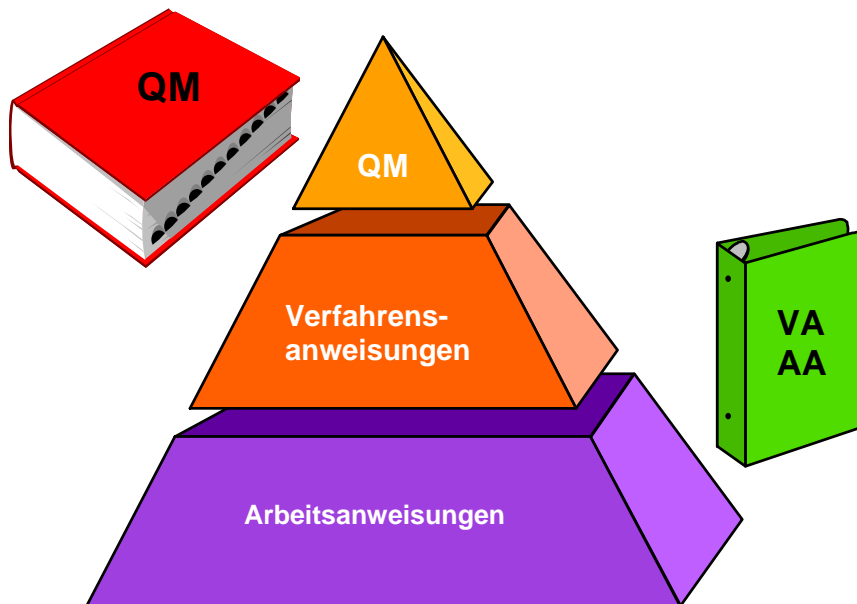 QM
QM
Verfahrens-
anweisungen
VA
AA
Arbeitsanweisungen